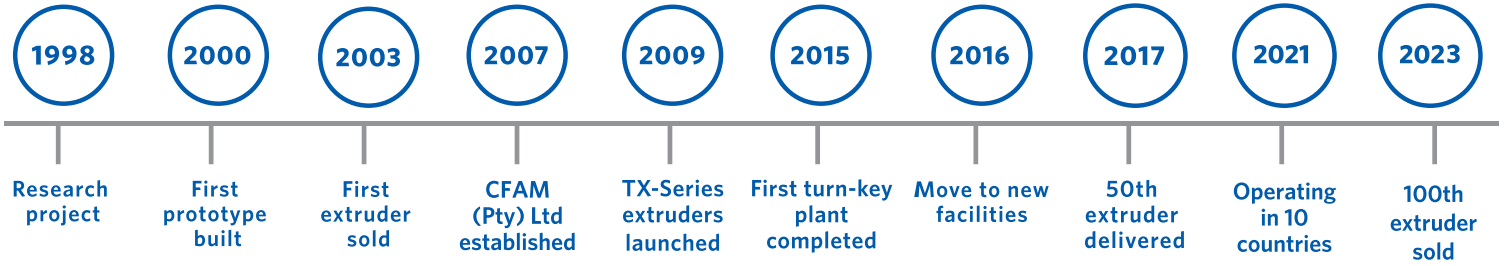 1998
Research
project
2000
First
prototype
built
2003
First
extruder
sold
2007
CFAM
(Pty) Ltd
established
2009
TX-Series
extruders
launched
2015
First turn-key
plant
completed
2016
Move to new
facilities
2017
50th
extruder
delivered
2021
Operating
in 10
countries
2023
100th
extruder
sold